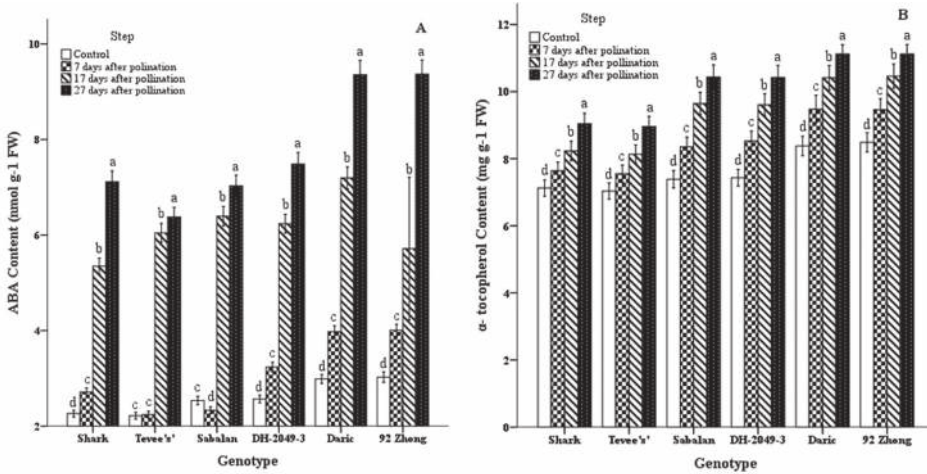 Step
A
Control
7 days after polination
17 days after pollination
27 days after pollination
ABA Content (nmol g-1 FW)
10
8
6
4
2
d c b a
c c b a
c d b a
d c b a
d c b a
d c b a
Shark Tevee's' Sabalan DH-2049-3 Daric 92 Zhong
Genotype
Step
B
Control
7 days after pollination
17 days after pollination
27 days after pollination
α- tocopherol Content (mg g-1 FW)
12
10
8
6
4
2
0
d c b a
d c b a
d c b a
d c b a
d c b a
d c b a
Shark Tevee's' Sabalan DH-2049-3 Daric 92 Zhong
Genotype